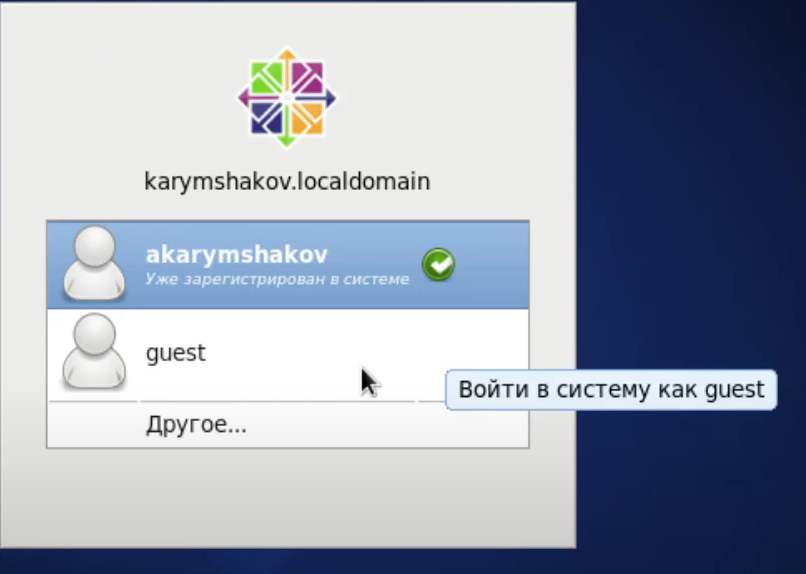 karymshakov.localdomain
akarymshakov
Уже зарегистрирован в системе
guest
Войти в систему как guest
Другое...